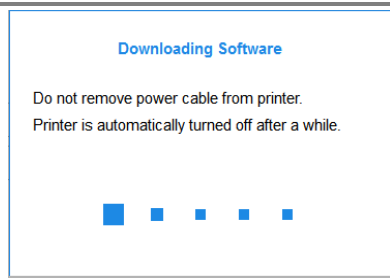 Downloading Software
Do not remove power cable from printer.
Printer is automatically turned off after a while.